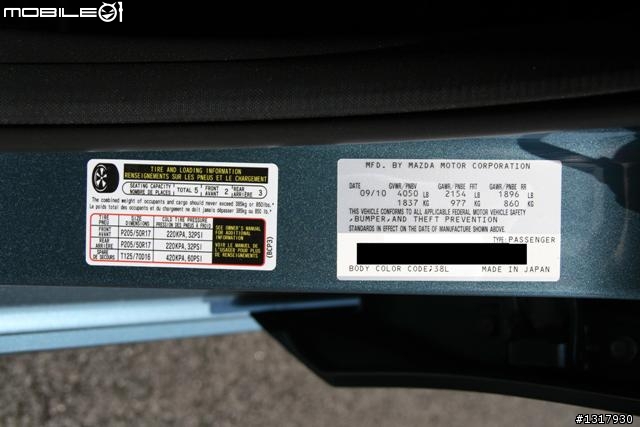 MOBILE01
TIRE AND LOADING INFORMATION
RENSEIGNEMENTS SUR LES PNEUS ET LE CHARGEMENT
SEATING CAPACITY
NOMBRE DE PLACES
TOTAL 5
FRONT
AVANT 2
REAR
ARRIÈRE 3
The combined weight of occupants and cargo should never exceed 385kg or 850lbs.
Le poids total des occupants et du chargement ne doit jamais dépasser 385kg ou 850 lb.
TIRE
PNEU
SIZE
DIMENSIONS
COLD TIRE PRESSURE
PRESSION DES PNEUS À FROID
FRONT
AVANT
P205/50R17
220KPA, 32PSI
REAR
ARRIÈRE
P205/50R17
220KPA, 32PSI
SPARE
DE SECOURS
T125/70D16
420KPA, 60PSI
SEE OWNER'S MANUAL
FOR ADDITIONAL
INFORMATION
VOIR LE MANUEL DE
L'USAGER POUR PLUS
DE RENSEIGNEMENTS
(BCP3)
MFD. BY MAZDA MOTOR CORPORATION
DATE GVWR/PNBV GAWR/PNBE FRT GAWR/PNBE RR
09/10 4050 LB 2154 LB 1896 LB
1837 KG 977 KG 860 KG
THIS VEHICLE CONFORMS TO ALL APPLICABLE FEDERAL MOTOR VEHICLE SAFETY
,BUMPER,AND THEFT PREVENTION
STANDARDS IN EFFECT ON THE DATE OF MANUFACTURE SHOWN ABOVE.
TYPE:PASSENGER
BODY COLOR CODE:38L MADE IN JAPAN
#1317930